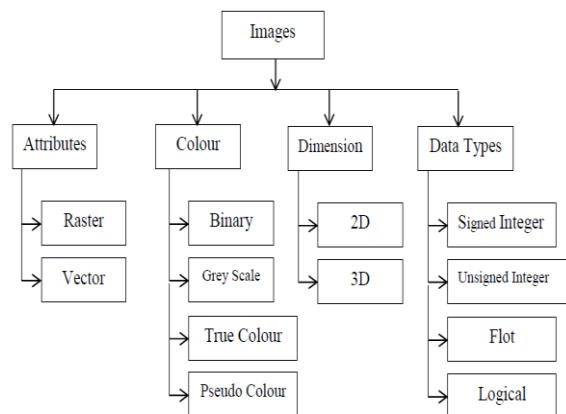 Images
Attributes
Colour
Dimension
Data Types
Raster
Vector
Binary
Grey Scale
True Colour
Pseudo Colour
2D
3D
Signed Integer
Unsigned Integer
Flot
Logical